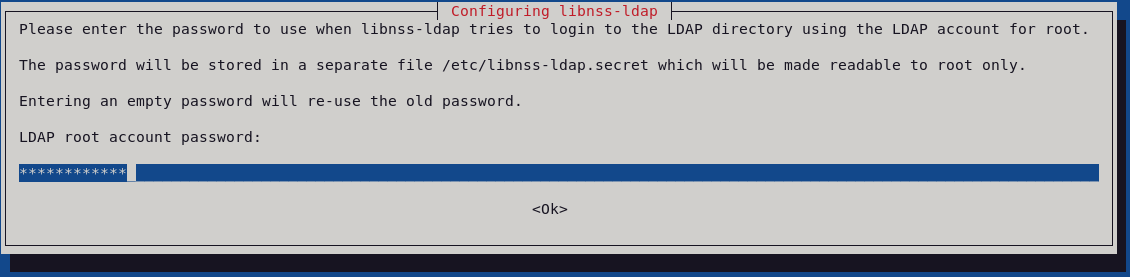 Configuring libnss-ldap
Please enter the password to use when libnss-ldap tries to login to the LDAP directory using the LDAP account for root.
The password will be stored in a separate file /etc/libnss-ldap.secret which will be made readable to root only.
Entering an empty password will re-use the old password.
LDAP root account password:
************
<Ok>